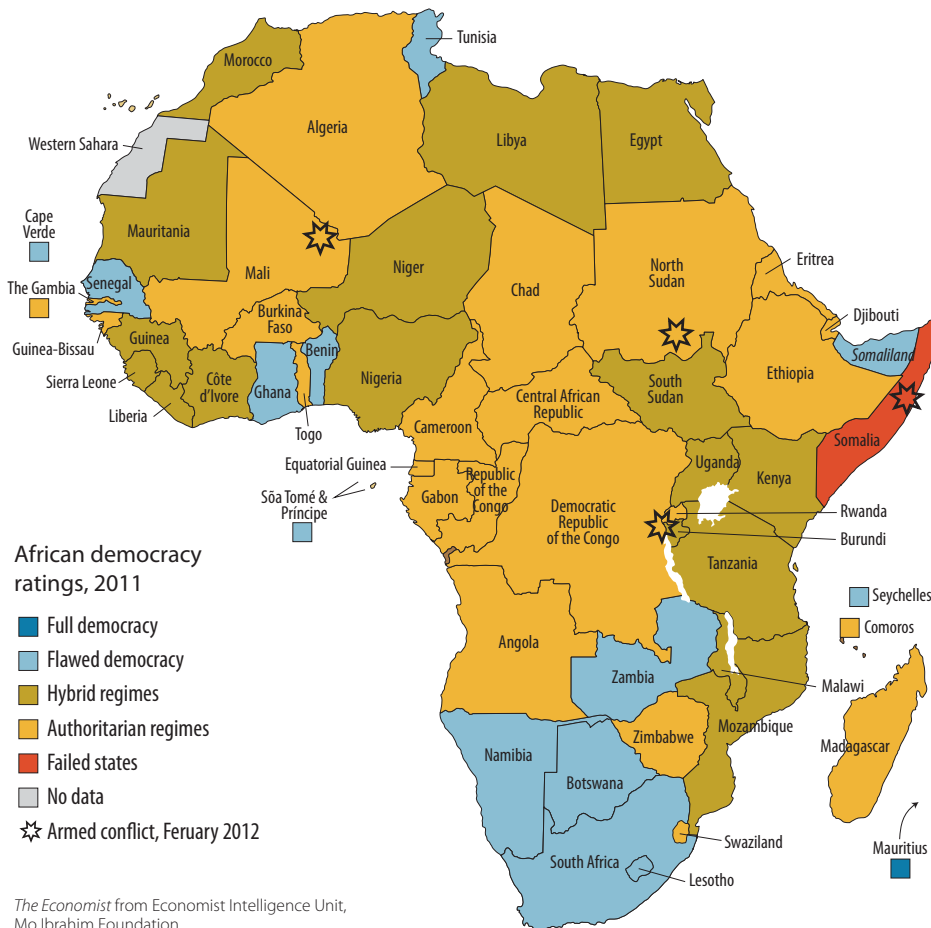 Tunisia
Morocco
Algeria
Western Sahara
Libya
Egypt
Cape
Verde
Mauritania
Mali
Niger
Chad
North
Sudan
Eritrea
Senegal
The Gambia
Burkina
Faso
Djibouti
Guinea-Bissau
Guinea
Benin
Somaliland
Sierra Leone
Côte
d'Ivore
Ghana
Nigeria
South
Sudan
Ethiopia
Liberia
Togo
Cameroon
Central African
Republic
Somalia
Equatorial Guinea
Uganda
Kenya
Sõa Tomé &
Príncipe
Gabon
Republic
of the
Congo
Democratic
Republic
of the Congo
Rwanda
Burundi
Tanzania
African democracy
ratings, 2011
Full democracy
Flawed democracy
Hybrid regimes
Authoritarian regimes
Failed states
No data
Armed conflict, Feruary 2012
Seychelles
Comoros
Angola
Zambia
Malawi
Mozambique
Zimbabwe
Madagascar
Namibia
Botswana
Swaziland
South Africa
Lesotho
Mauritius
The Economist from Economist Intelligence Unit,
Mo Ibrahim Foundation